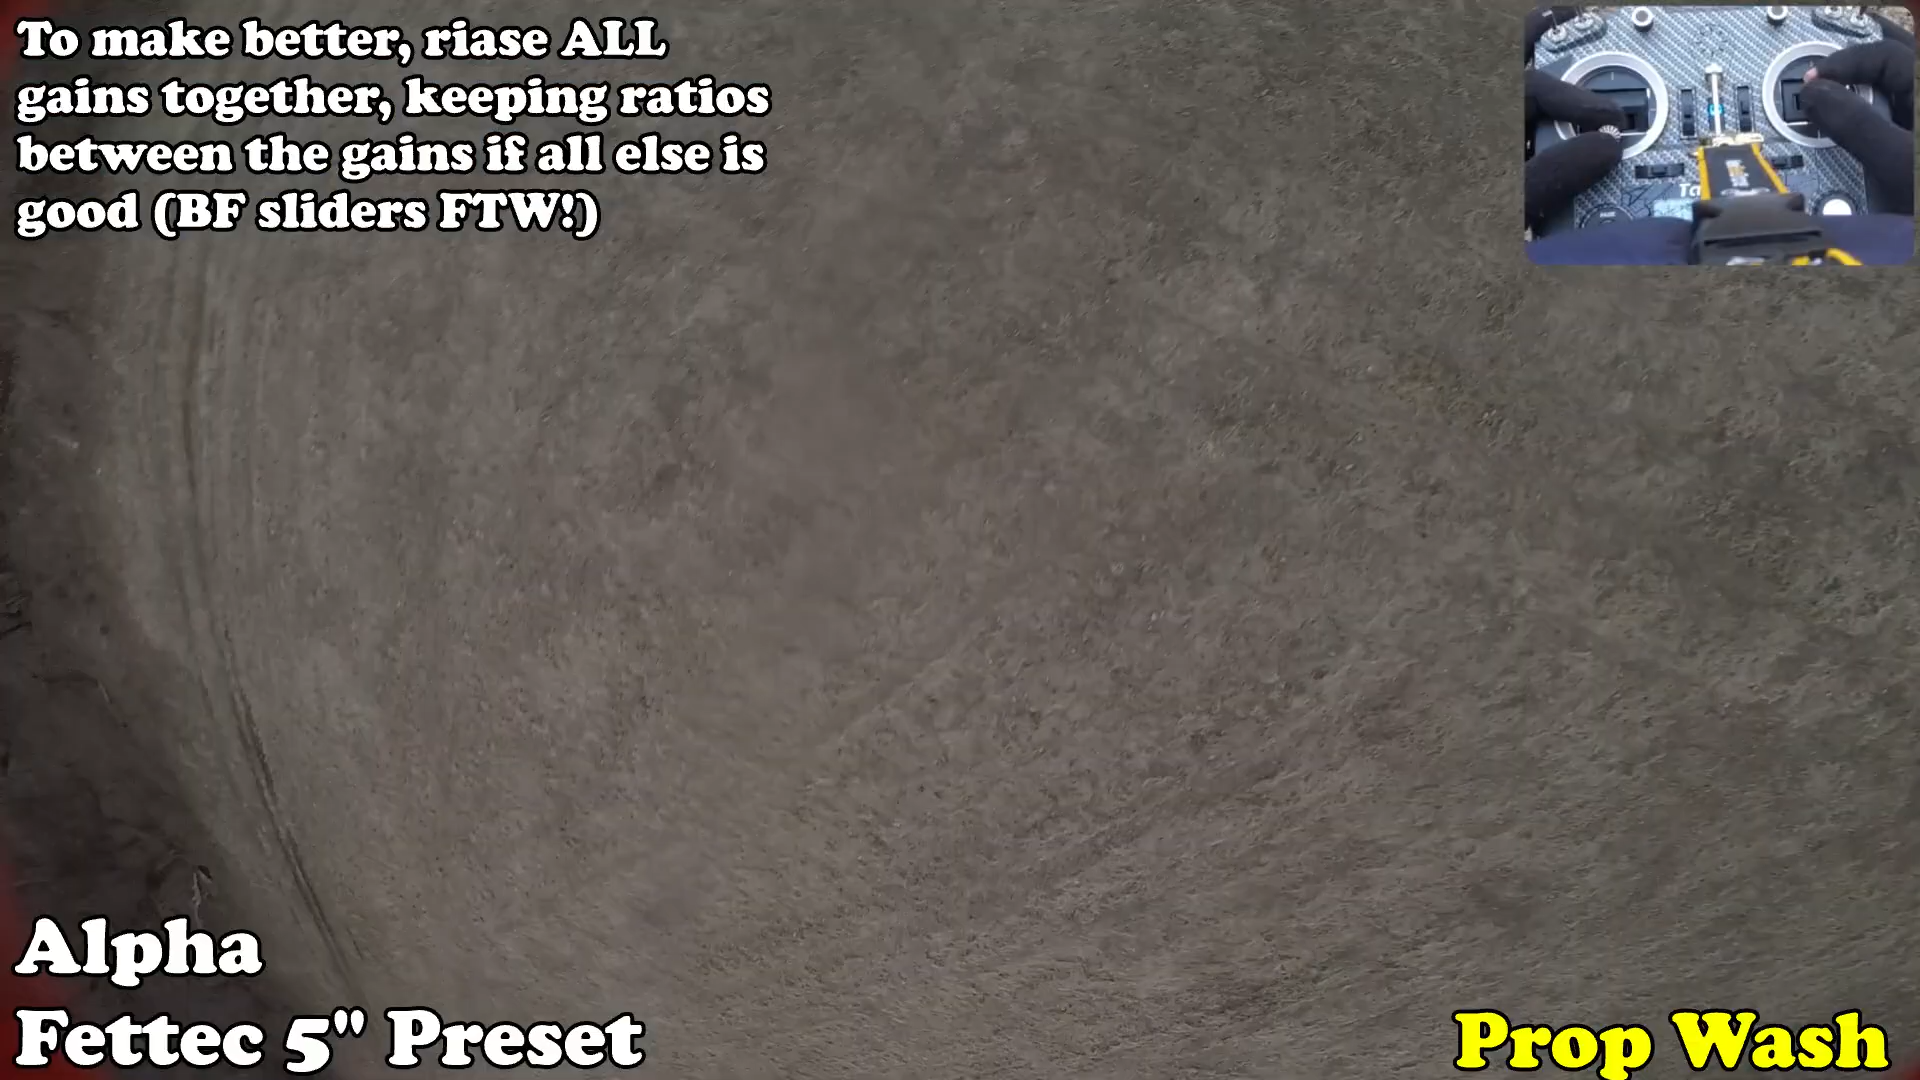 To make better, riase ALL
gains together, keeping ratios
between the gains if all else is
good (BF sliders FTW!)
Alpha
Fettec 5" Preset
Prop Wash